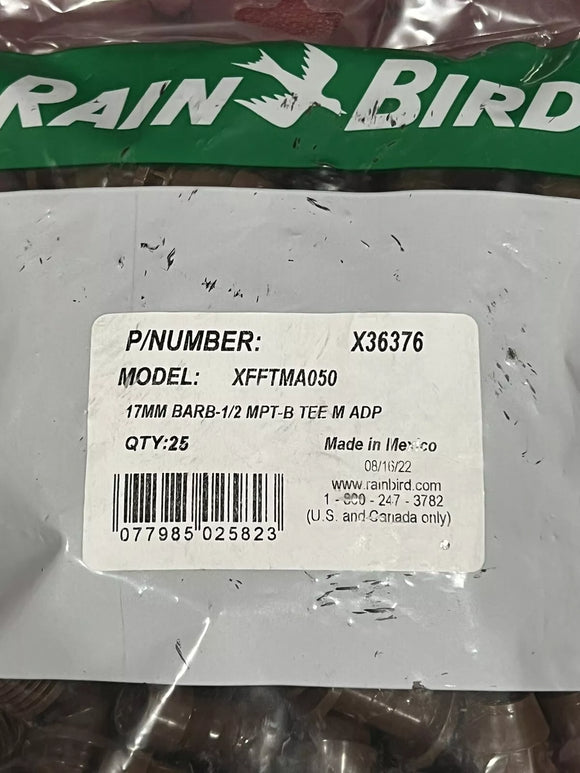 RAIN BIRD
P/NUMBER: X36376
MODEL: XFFTMA050
17MM BARB-1/2 MPT-B TEE M ADP
QTY:25 Made in Mexico
08/16/22
www.rainbird.com
1 - 800 - 247 - 3782
(U.S. and Canada only)
077985 025823